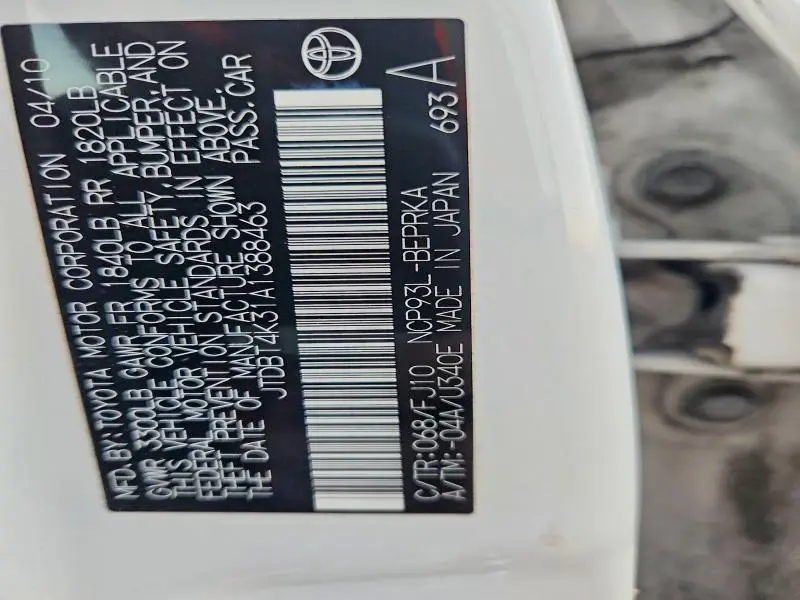 MFD. BY: TOYOTA MOTOR CORPORATION 04/10
GVWR 3300LB GAWR FR 1840LB RR 1820LB
THIS VEHICLE CONFORMS TO ALL APPLICABLE
FEDERAL MOTOR VEHICLE SAFETY, BUMPER, AND
THEFT PREVENTION STANDARDS IN EFFECT ON
THE DATE OF MANUFACTURE SHOWN ABOVE.
JTDBT4K37A1388463 PASS. CAR
C/TR: 068/FJ10 NCP93L-BEPRKA 693
A/TM: -04A/U340E MADE IN JAPAN A